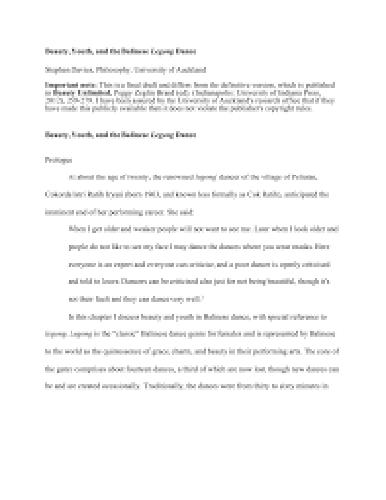 Beauty, Youth, and the Balinese Legong Dance
Stephen Davies, Philosophy, University of Auckland
Important note: This is a final draft and differs from the definitive version, which is published
in Beauty Unlimited, Peggy Zeglin Brand (ed), (Indianapolis: University of Indiana Press,
2012), 259-279. I have been assured by the University of Auckland's research office that if they
have made this publicly available then it does not violate the publisher's copyright rules.
Beauty, Youth, and the Balinese Legong Dance
Prologue
At about the age of twenty, the renowned legong dancer of the village of Peliatan,
Cokorda Istri Ratih Iryani (born 1963, and known less formally as Cok Ratih), anticipated the
imminent end of her performing career. She said:
When I get older and weaker people will not want to see me. Later when I look older and
people do not like to see my face I may dance the dances where you wear masks. Here
everyone is an expert and everyone can criticize, and a poor dancer is openly criticized
and told to learn. Dancers can be criticized also just for not being beautiful, though it's
not their fault and they can dance very well.
In this chapter I discuss beauty and youth in Balinese dance, with special reference to
legong. Legong is the "classic" Balinese dance genre for females and is represented by Balinese
to the world as the quintessence of grace, charm, and beauty in their performing arts. The core of
the genre comprises about fourteen dances, a third of which are now lost though new dances can
be and are created occasionally. Traditionally, the dances were from thirty to sixty minutes in